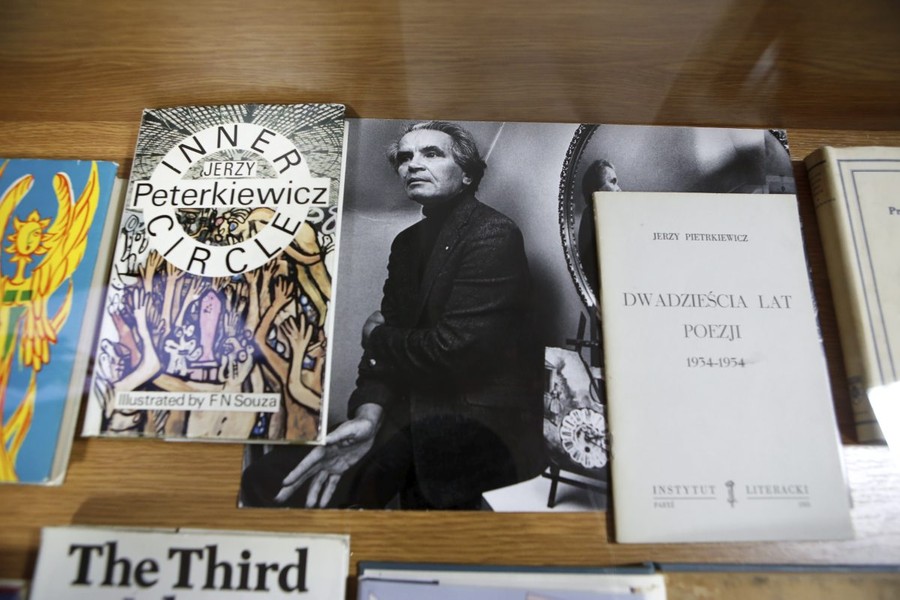 INNER
JERZY
Peterkiewicz
CIRCLE
Illustrated by F N Souza
JERZY PIETRKIEWICZ
DWADZIEŚCIA LAT
POEZJI
1934-1954
INSTYTUT LITERACKI
The Third